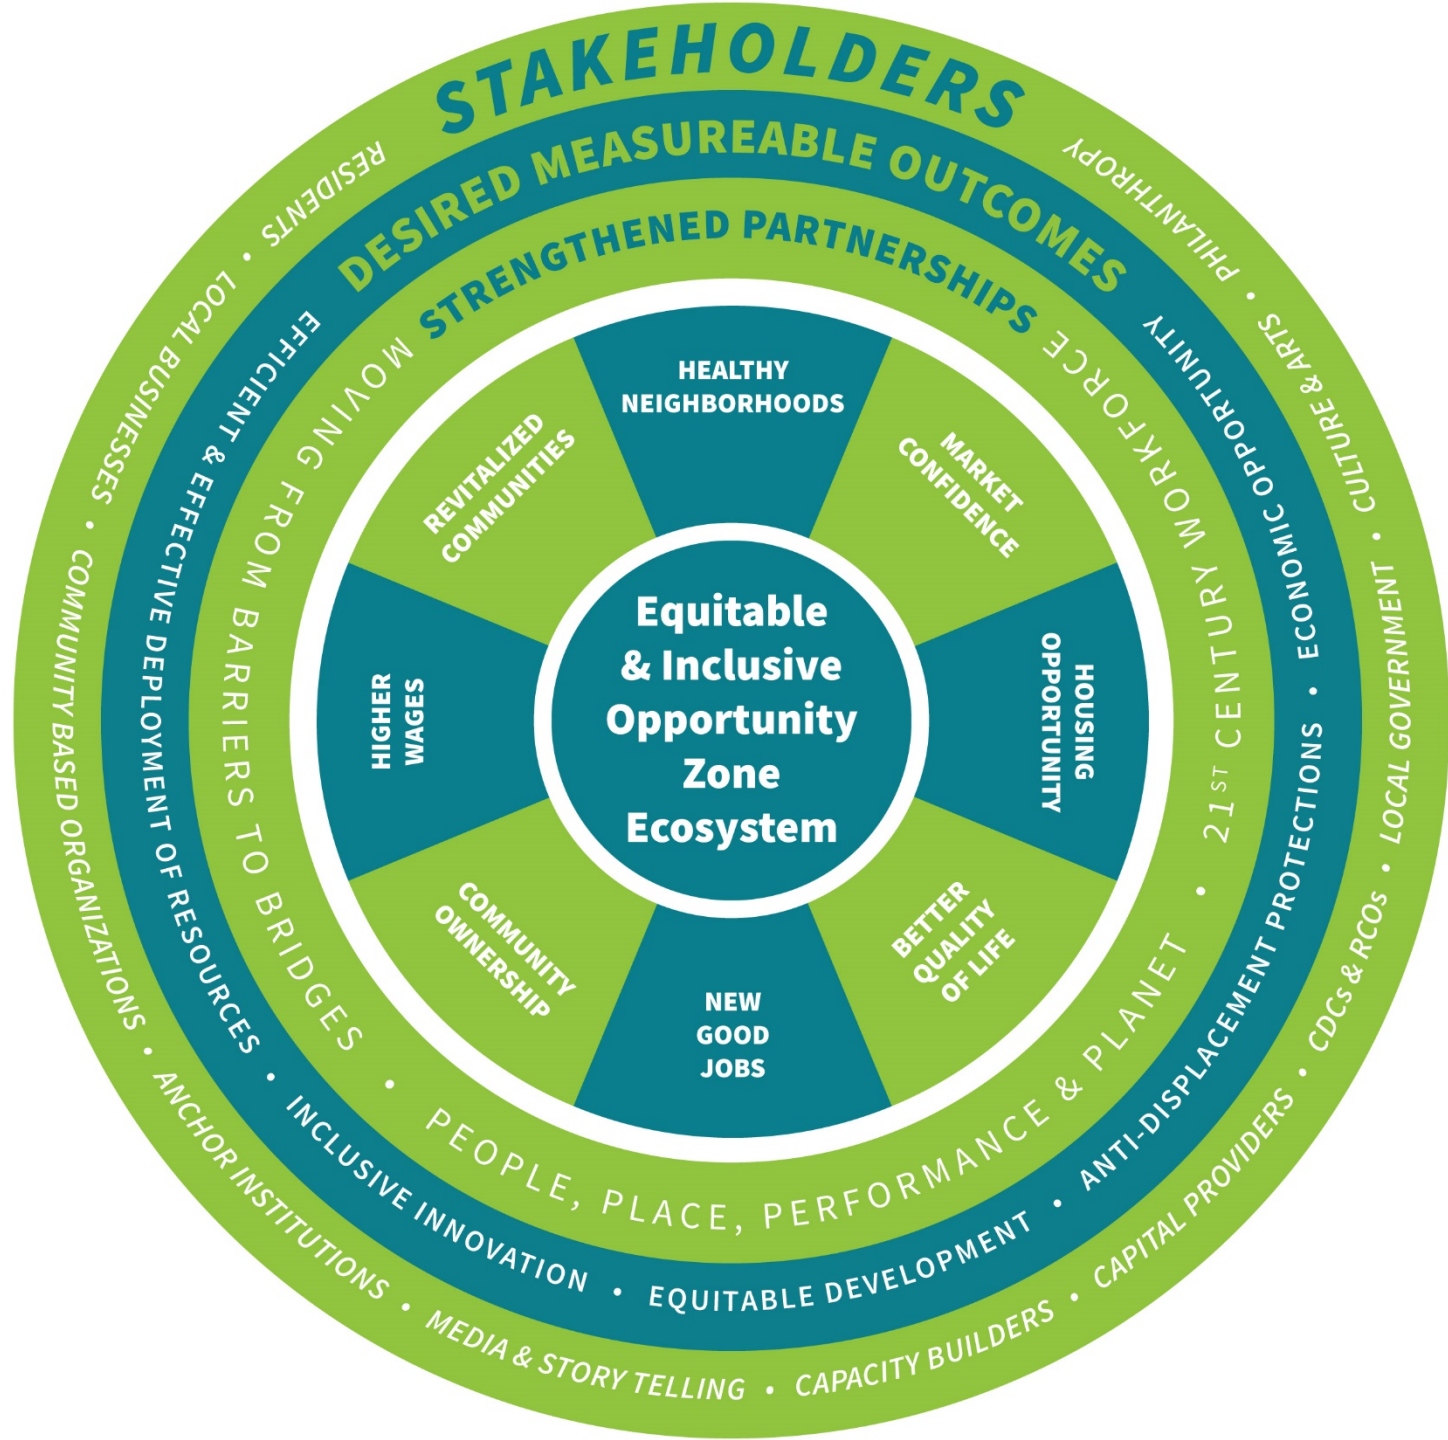 STAKEHOLDERS
RESIDENTS • LOCAL BUSINESSES • COMMUNITY BASED ORGANIZATIONS • ANCHOR INSTITUTIONS • MEDIA & STORY TELLING • CAPACITY BUILDERS • CAPITAL PROVIDERS • CDCs & RCOs • LOCAL GOVERNMENT • CULTURE & ARTS • PHILANTHROPY
DESIRED MEASUREABLE OUTCOMES
EFFICIENT & EFFECTIVE DEPLOYMENT OF RESOURCES • INCLUSIVE INNOVATION • EQUITABLE DEVELOPMENT • ANTI-DISPLACEMENT PROTECTIONS • ECONOMIC OPPORTUNITY
STRENGTHENED PARTNERSHIPS
MOVING FROM BARRIERS TO BRIDGES • PEOPLE, PLACE, PERFORMANCE & PLANET • 21ST CENTURY WORKFORCE
HEALTHY
NEIGHBORHOODS
MARKET
CONFIDENCE
HOUSING
OPPORTUNITY
BETTER
QUALITY
OF LIFE
NEW
GOOD
JOBS
COMMUNITY
OWNERSHIP
HIGHER
WAGES
REVITALIZED
COMMUNITIES
Equitable
& Inclusive
Opportunity
Zone
Ecosystem